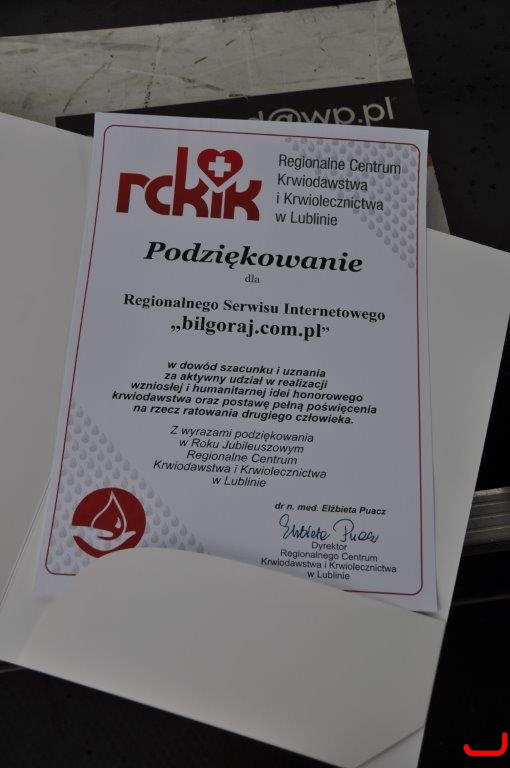 d@wp.pl
rckik
Regionalne Centrum
Krwiodawstwa
i Krwiolecznictwa
w Lublinie
Podziękowanie
dla
Regionalnego Serwisu Internetowego
„bilgoraj.com.pl”
w dowód szacunku i uznania
za aktywny udział w realizacji
wzniosłej i humanitarnej idei honorowego
krwiodawstwa oraz postawę pełną poświęcenia
na rzecz ratowania drugiego człowieka.
Z wyrazami podziękowania
w Roku Jubileuszowym
Regionalne Centrum
Krwiodawstwa i Krwiolecznictwa
w Lublinie
dr n. med. Elżbieta Puacz
Elżbieta Puacz
Dyrektor
Regionalnego Centrum
Krwiodawstwa i Krwiolecznictwa
w Lublinie